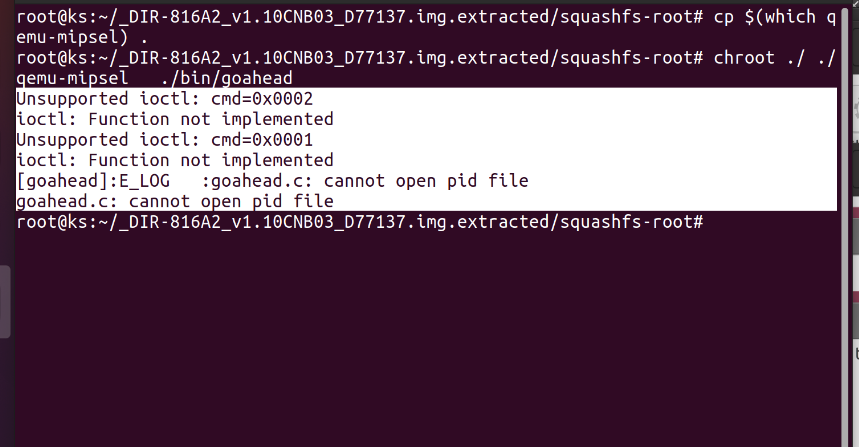 root@ks:~/_DIR-816A2_v1.10CNB03_D77137.img.extracted/squashfs-root# cp $(which q
emu-mipsel) .
root@ks:~/_DIR-816A2_v1.10CNB03_D77137.img.extracted/squashfs-root# chroot ./ ./
qemu-mipsel   ./bin/goahead
Unsupported ioctl: cmd=0x0002
ioctl: Function not implemented
Unsupported ioctl: cmd=0x0001
ioctl: Function not implemented
[goahead]:E_LOG   :goahead.c: cannot open pid file
goahead.c: cannot open pid file
root@ks:~/_DIR-816A2_v1.10CNB03_D77137.img.extracted/squashfs-root#